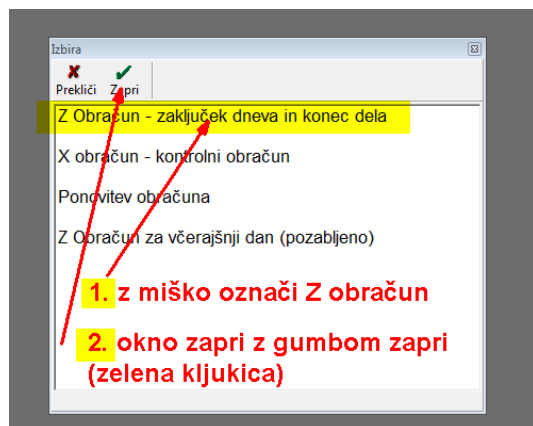 Izbira
Prekliči Zapri
Z Obračun - zaključek dneva in konec dela
X obračun - kontrolni obračun
Ponovitev obračuna
Z Obračun za včerajšnji dan (pozabljeno)
1. z miško označi Z obračun
2. okno zapri z gumbom zapri
(zelena kljukica)